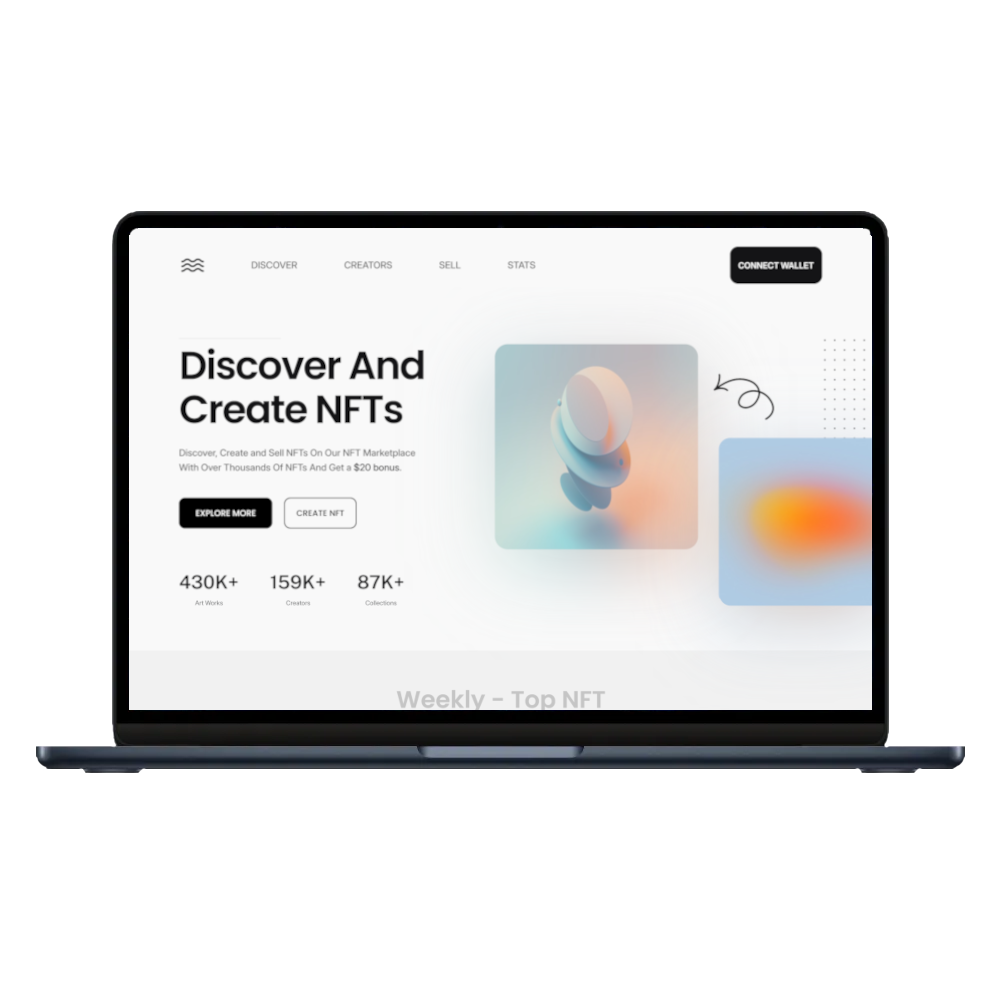 DISCOVER CREATORS SELL STATS CONNECT WALLET
Discover And
Create NFTs
Discover, Create and Sell NFTs On Our NFT Marketplace
With Over Thousands Of NFTs And Get a $20 bonus.
EXPLORE MORE CREATE NFT
430K+ 159K+ 87K+
Art Works Creators Collections
Weekly - Top NFT